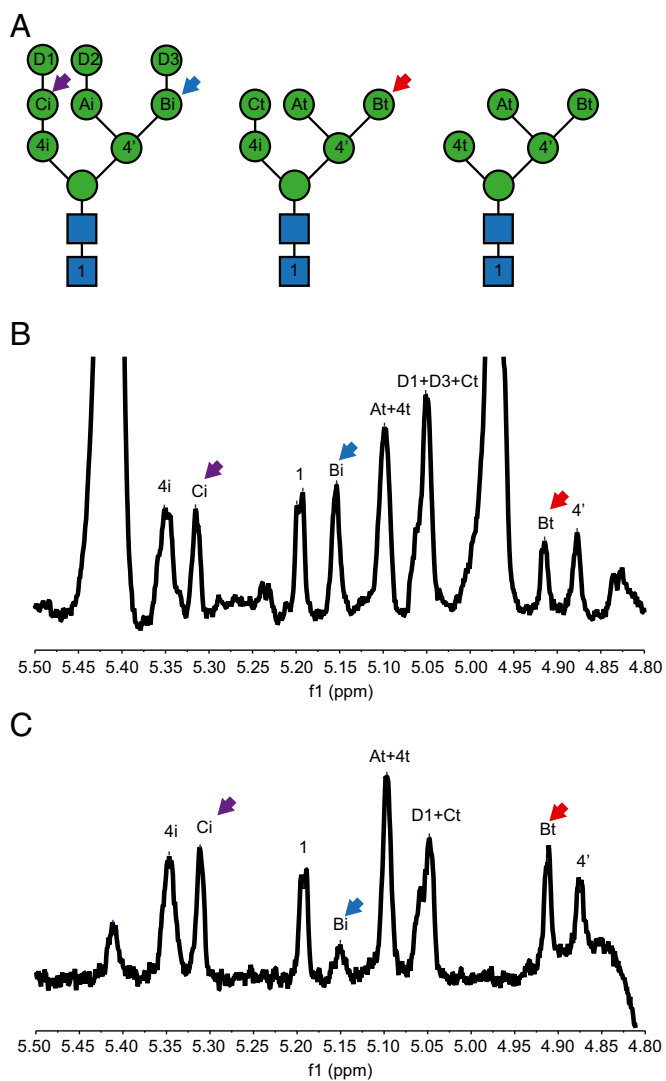 A
D1 D2 D3
Ci Ai Bi Ct At Bt At Bt
4i 4' 4i 4' 4t 4'
1 1 1
B
D1+D3+Ct
At+4t
4i Ci 1 Bi Bt 4'
5.50 5.45 5.40 5.35 5.30 5.25 5.20 5.15 5.10 5.05 5.00 4.95 4.90 4.85 4.80
f1 (ppm)
C
At+4t
D1+Ct
4i Ci 1 Bi Bt 4'
5.50 5.45 5.40 5.35 5.30 5.25 5.20 5.15 5.10 5.05 5.00 4.95 4.90 4.85 4.80
f1 (ppm)